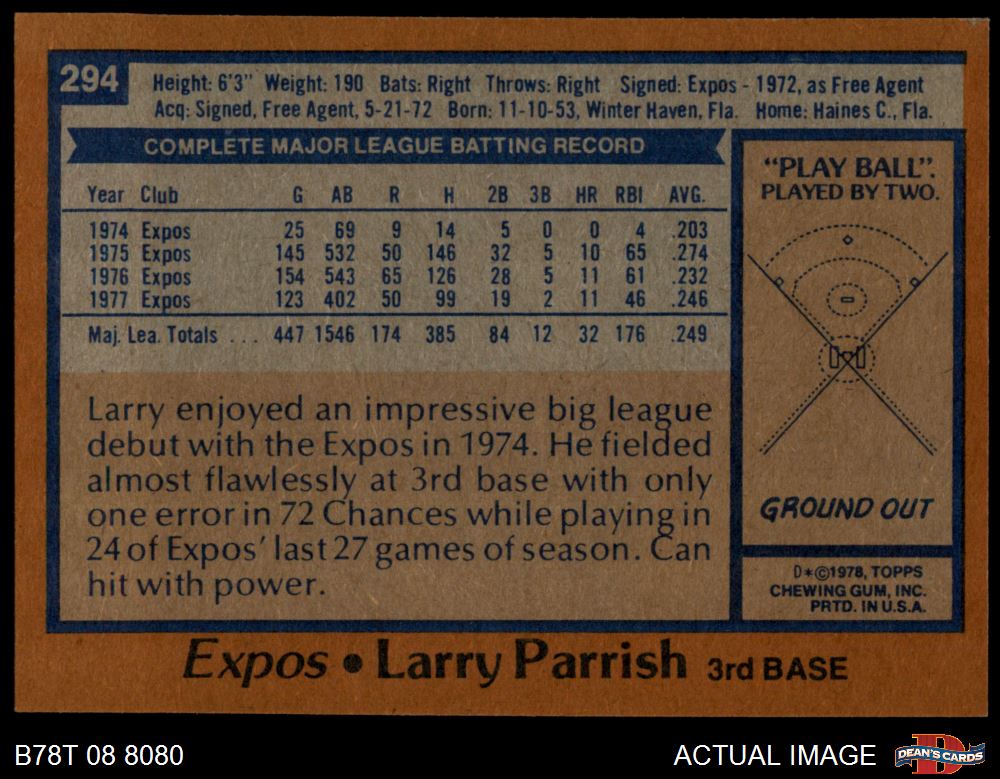 294
Height: 6'3" Weight: 190 Bats: Right Throws: Right Signed: Expos - 1972, as Free Agent
Acq: Signed, Free Agent, 5-21-72 Born: 11-10-53, Winter Haven, Fla. Home: Haines C., Fla.
COMPLETE MAJOR LEAGUE BATTING RECORD
Year Club G AB R H 2B 3B HR RBI AVG.
1974 Expos 25 69 9 14 5 0 0 4 .203
1975 Expos 145 532 50 146 32 5 10 65 .274
1976 Expos 154 543 65 126 28 5 11 61 .232
1977 Expos 123 402 50 99 19 2 11 46 .246
Maj. Lea. Totals . . . 447 1546 174 385 84 12 32 176 .249
Larry enjoyed an impressive big league
debut with the Expos in 1974. He fielded
almost flawlessly at 3rd base with only
one error in 72 Chances while playing in
24 of Expos' last 27 games of season. Can
hit with power.
"PLAY BALL".
PLAYED BY TWO.
GROUND OUT
D*©1978, TOPPS
CHEWING GUM, INC.
PRTD. IN U.S.A.
Expos • Larry Parrish 3rd BASE
B78T 08 8080
ACTUAL IMAGE
DEAN'S CARDS